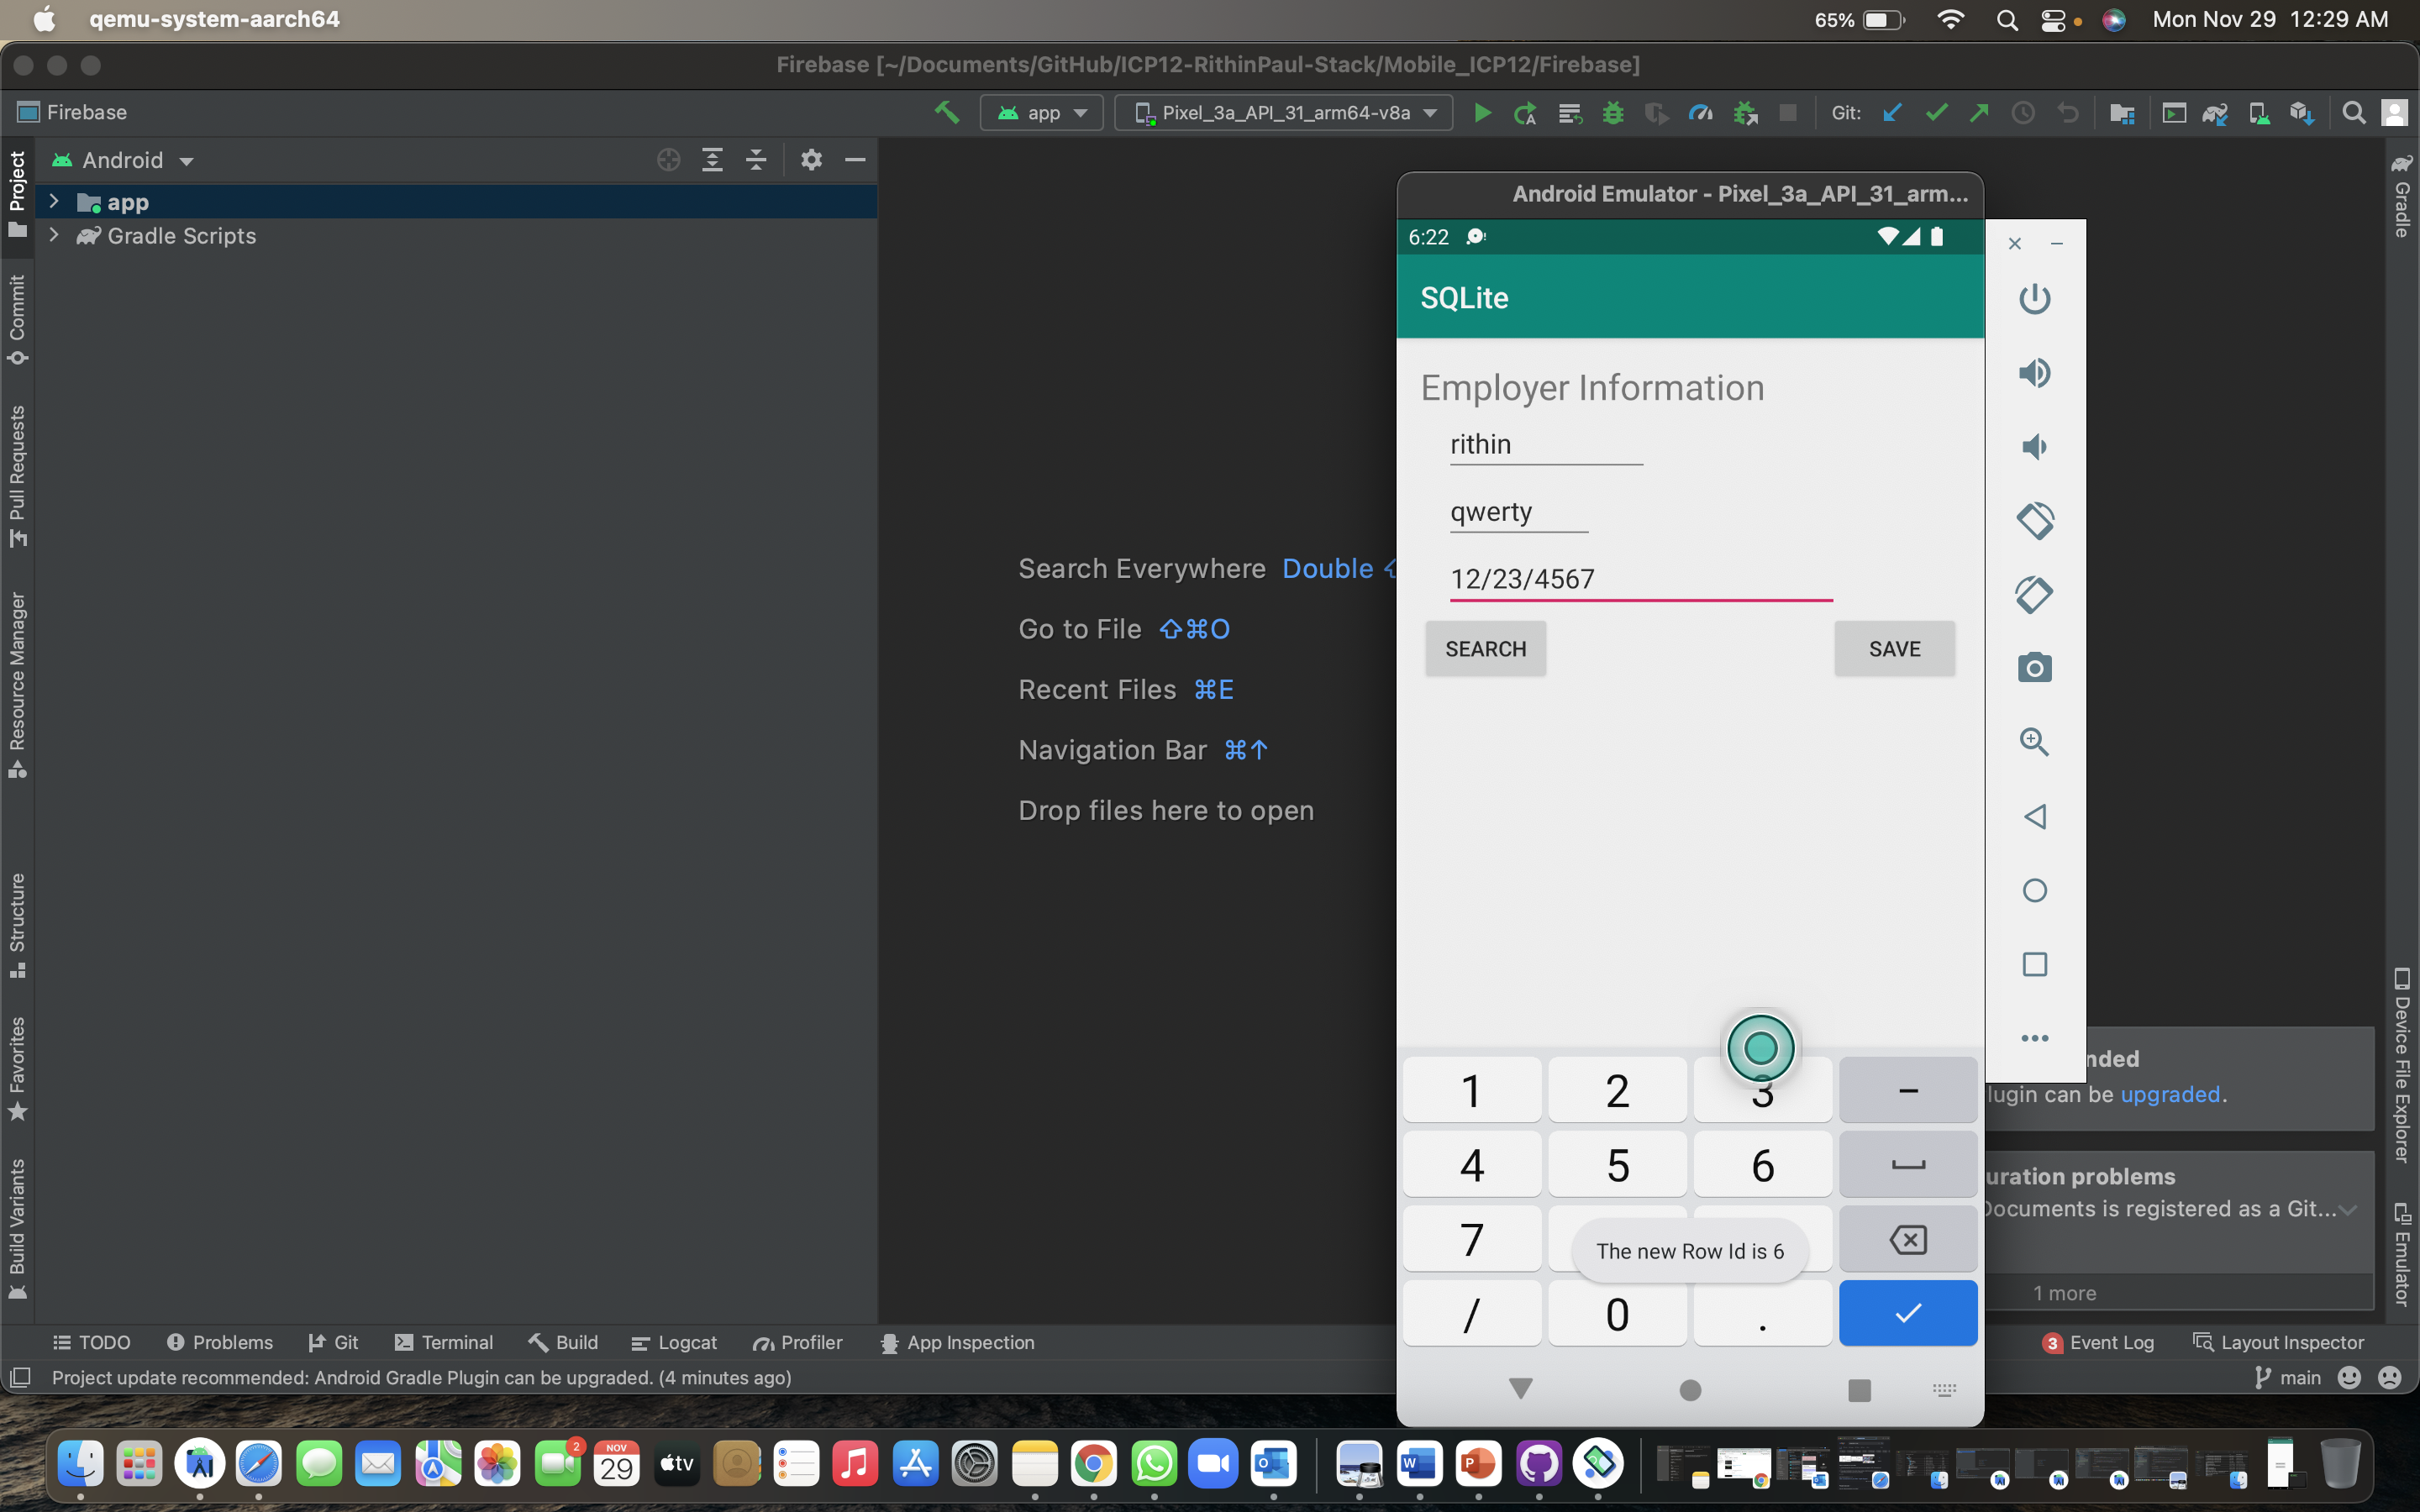 qemu-system-aarch64
65%
Mon Nov 29 12:29 AM
Firebase [~/Documents/GitHub/ICP12-RithinPaul-Stack/Mobile_ICP12/Firebase]
Firebase
app
Pixel_3a_API_31_arm64-v8a
Git:
Project
Android
app
Gradle Scripts
Commit
Pull Requests
Resource Manager
Structure
Favorites
Build Variants
Gradle
Device File Explorer
Emulator
Search Everywhere Double
Go to File ⇧⌘O
Recent Files ⌘E
Navigation Bar ⌘↑
Drop files here to open
Android Emulator - Pixel_3a_API_31_arm...
6:22
SQLite
Employer Information
rithin
qwerty
12/23/4567
SEARCH
SAVE
1 2 3 -
4 5 6
7
The new Row Id is 6
/ 0 .
nded
lugin can be upgraded.
uration problems
Documents is registered as a Git...
1 more
TODO
Problems
Git
Terminal
Build
Logcat
Profiler
App Inspection
3 Event Log
Layout Inspector
Project update recommended: Android Gradle Plugin can be upgraded. (4 minutes ago)
main
2
NOV
29
tv